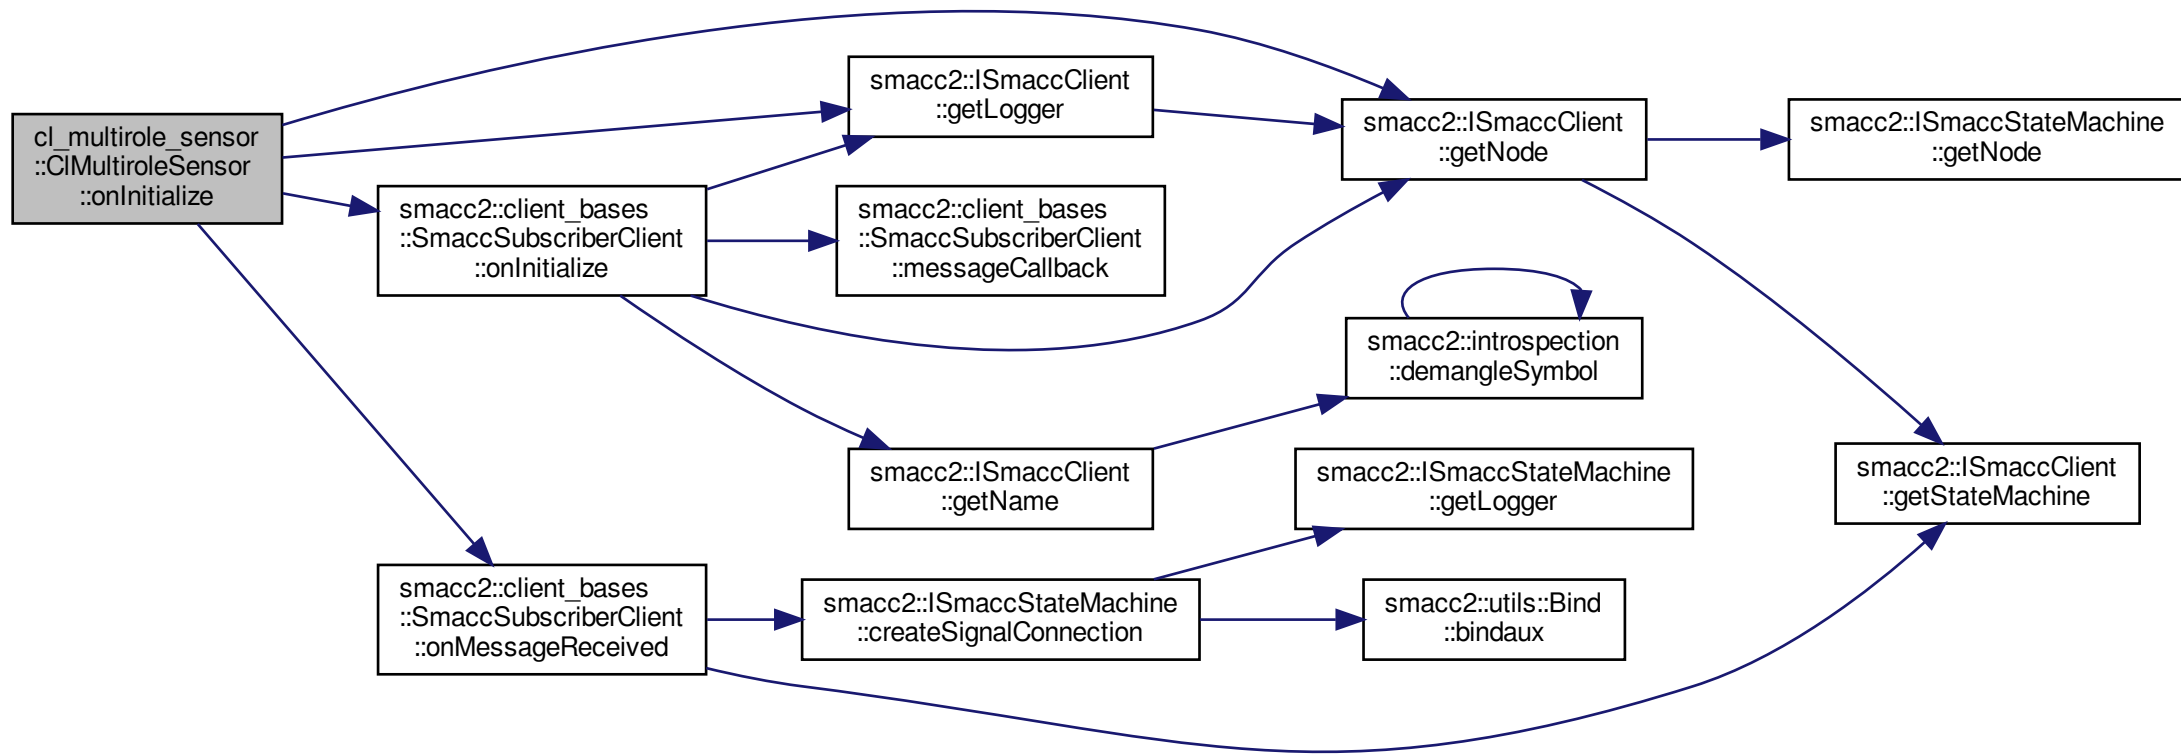 cl_multirole_sensor
::ClMultiroleSensor
::onInitialize
smacc2::ISmaccClient
::getLogger
smacc2::ISmaccClient
::getNode
smacc2::ISmaccStateMachine
::getNode
smacc2::client_bases
::SmaccSubscriberClient
::onInitialize
smacc2::client_bases
::SmaccSubscriberClient
::messageCallback
smacc2::introspection
::demangleSymbol
smacc2::ISmaccClient
::getName
smacc2::ISmaccStateMachine
::getLogger
smacc2::ISmaccClient
::getStateMachine
smacc2::client_bases
::SmaccSubscriberClient
::onMessageReceived
smacc2::ISmaccStateMachine
::createSignalConnection
smacc2::utils::Bind
::bindaux